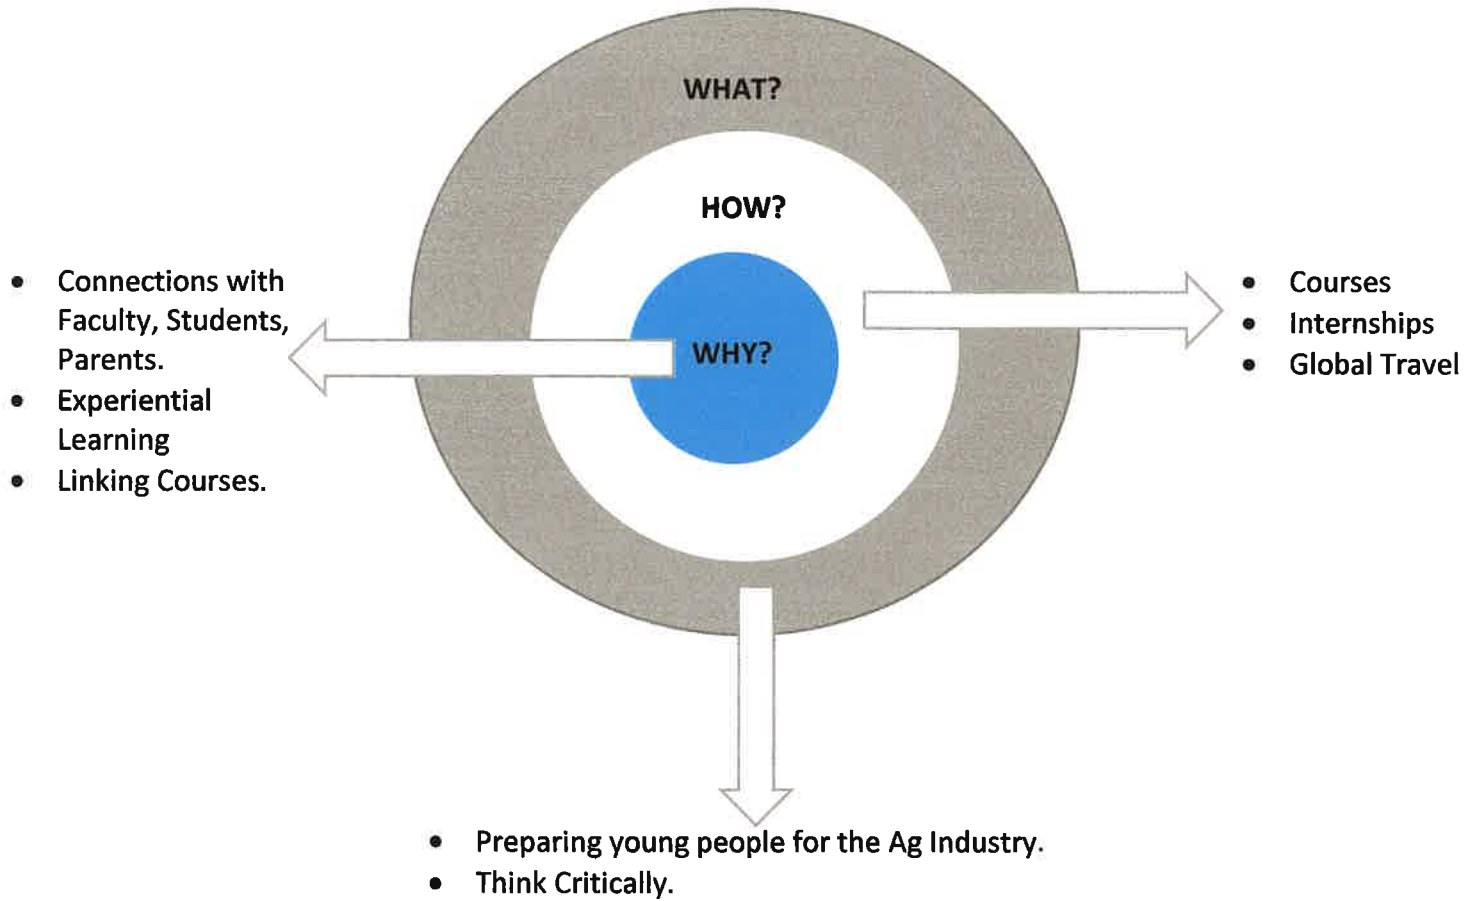 WHAT?
HOW?
WHY?
• Connections with
Faculty, Students,
Parents.
• Experiential
Learning
• Linking Courses.
• Courses
• Internships
• Global Travel
• Preparing young people for the Ag Industry.
• Think Critically.